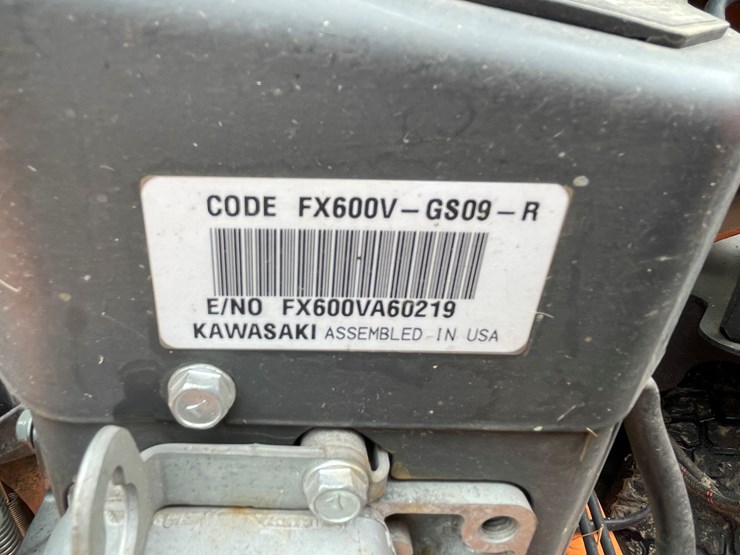 CODE FX600V-GS09-R
E/NO FX600VA60219
KAWASAKI ASSEMBLED IN USA